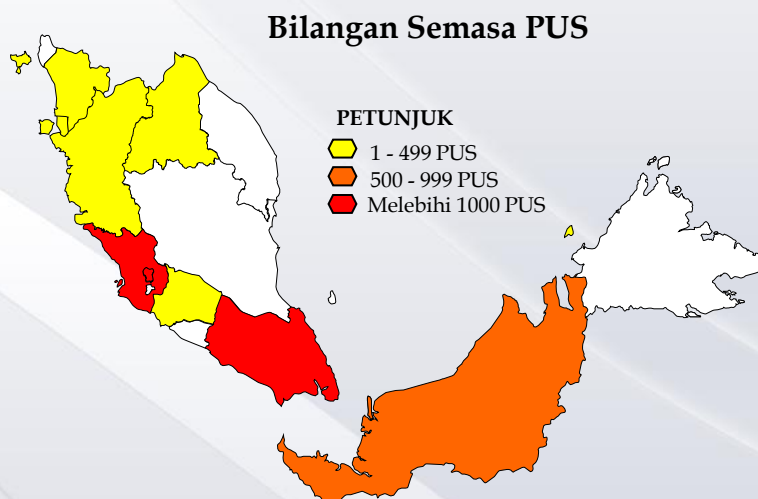 Bilangan Semasa PUS
PETUNJUK
1 - 499 PUS
500 - 999 PUS
Melebihi 1000 PUS